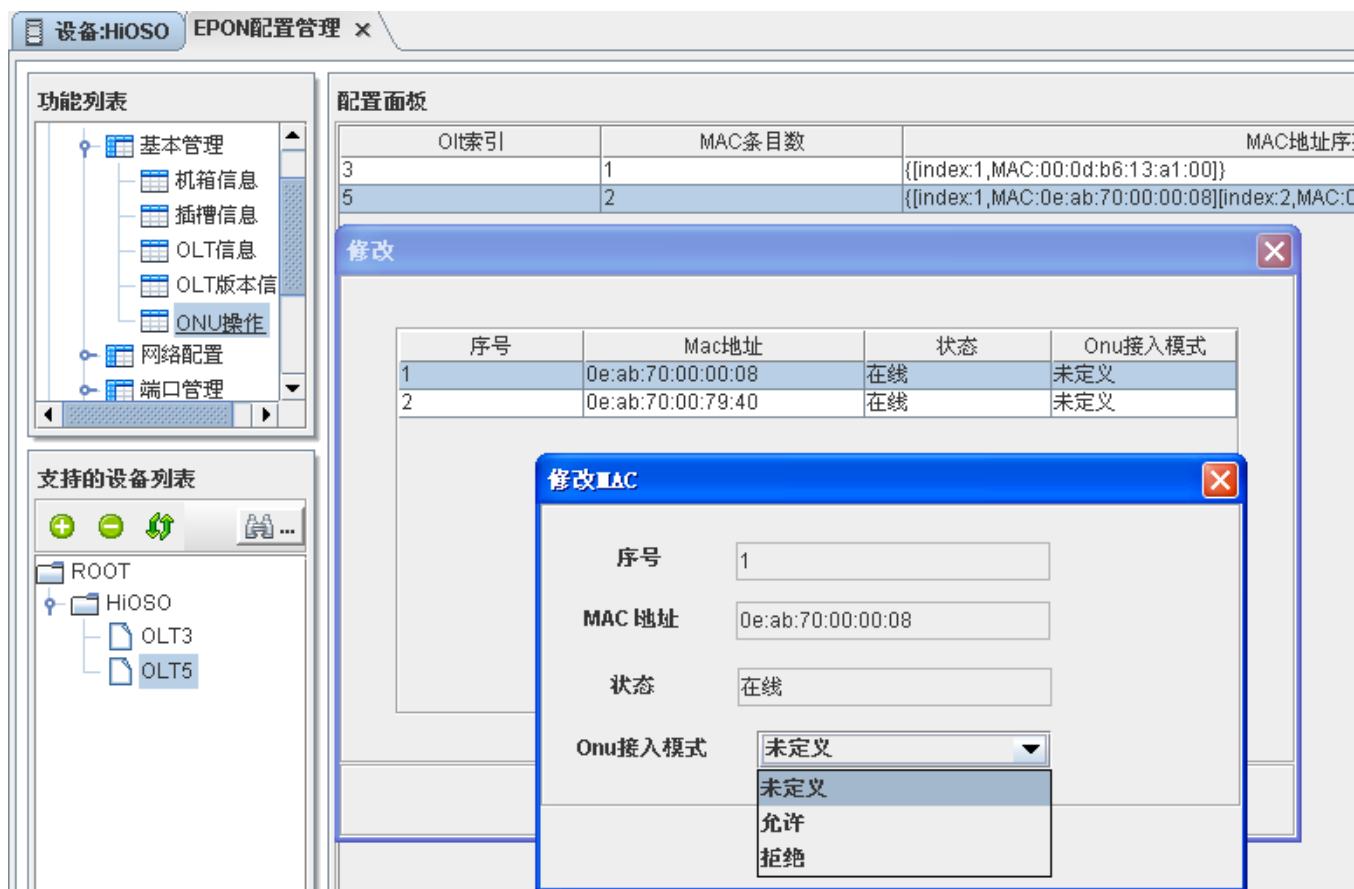 设备:HiOSO
EPON配置管理
功能列表
基本管理
机箱信息
插槽信息
OLT信息
OLT版本信
ONU操作
网络配置
端口管理
支持的设备列表
...
ROOT
HiOSO
OLT3
OLT5
配置面板
Olt索引 MAC条目数 MAC地址序
3 1 {[index:1,MAC:00:0d:b6:13:a1:00]}
5 2 {[index:1,MAC:0e:ab:70:00:00:08][index:2,MAC:0
修改
序号 Mac地址 状态 Onu接入模式
1 0e:ab:70:00:00:08 在线 未定义
2 0e:ab:70:00:79:40 在线 未定义
修改MAC
序号 1
MAC 地址 0e:ab:70:00:00:08
状态 在线
Onu接入模式 未定义
未定义
允许
拒绝